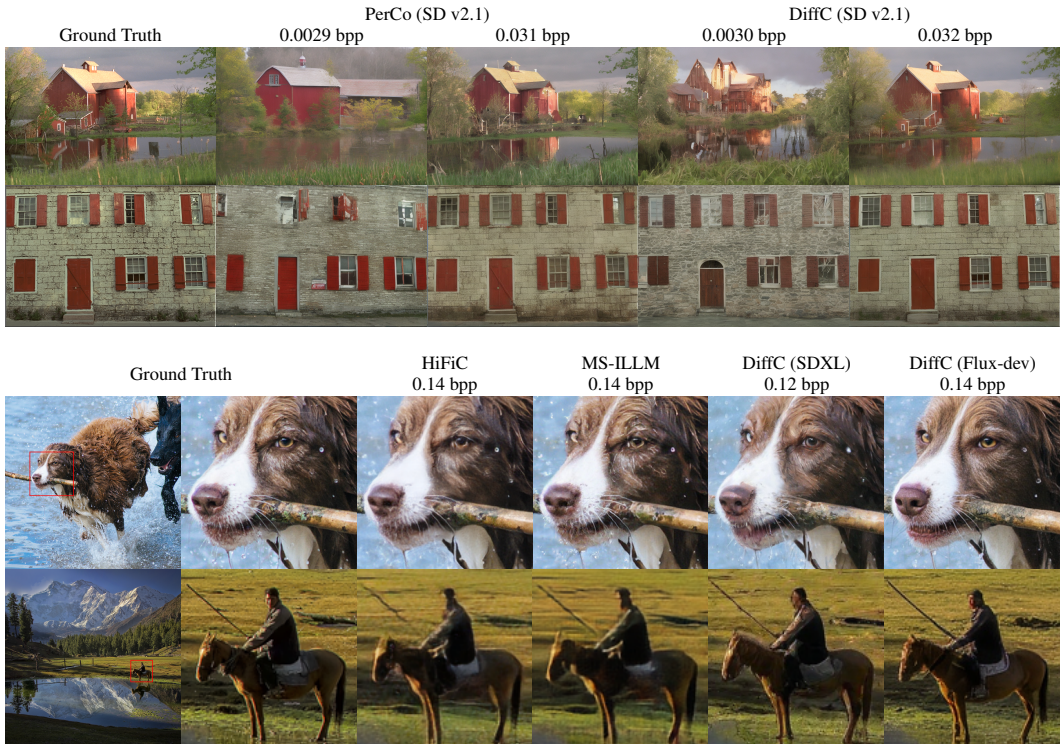 PerCo (SD v2.1)
DiffC (SD v2.1)
Ground Truth
0.0029 bpp
0.031 bpp
0.0030 bpp
0.032 bpp
Ground Truth
HiFiC
0.14 bpp
MS-ILLM
0.14 bpp
DiffC (SDXL)
0.12 bpp
DiffC (Flux-dev)
0.14 bpp